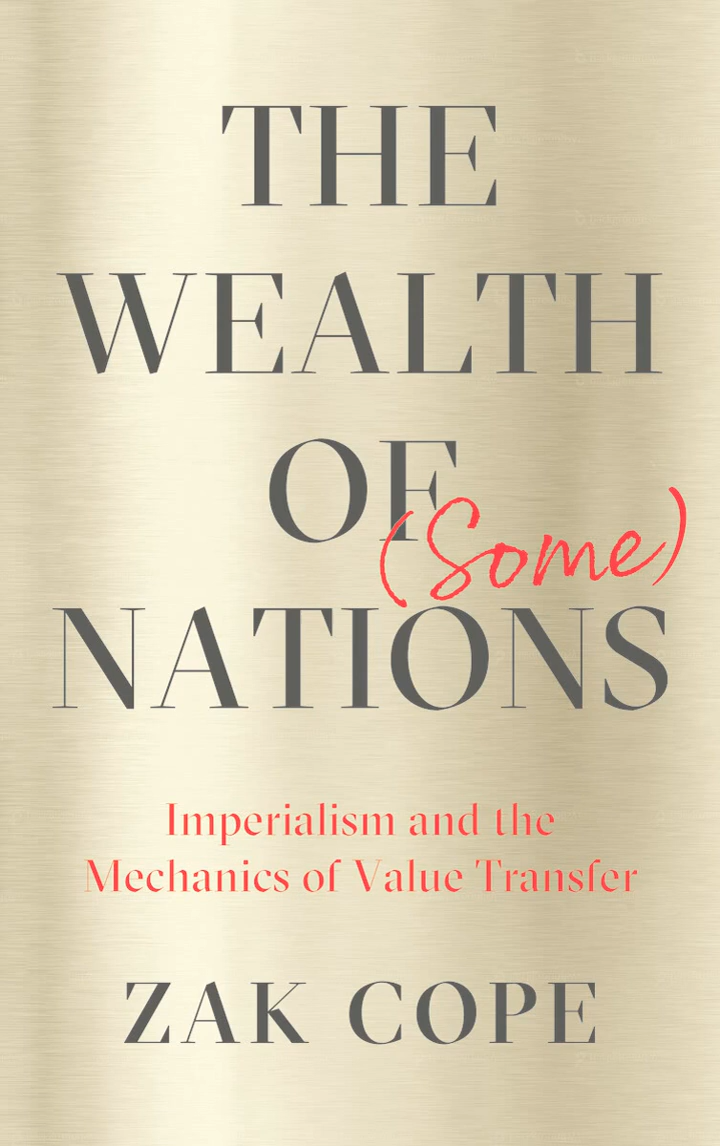 THE
WEALTH
OF
(Some)
NATIONS
Imperialism and the
Mechanics of Value Transfer
ZAK COPE